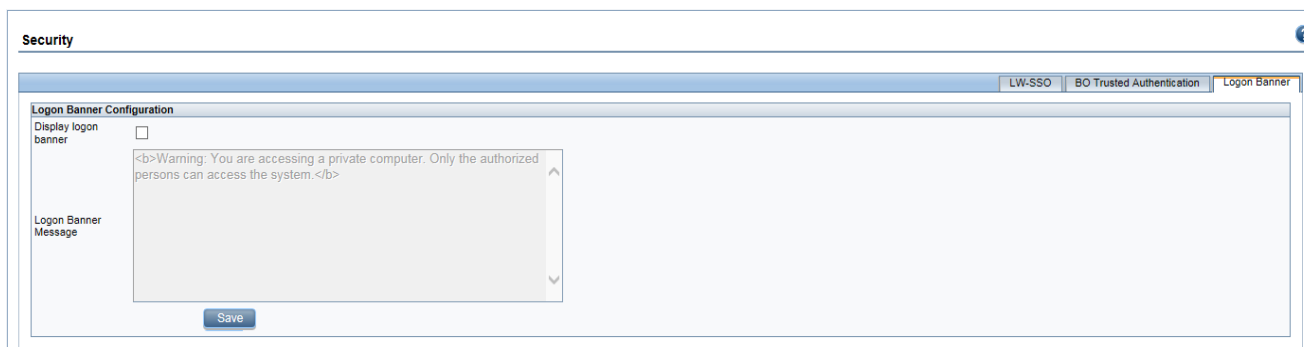 Security
LW-SSO
BO Trusted Authentication
Logon Banner
Logon Banner Configuration
Display logon
banner
<b>Warning: You are accessing a private computer. Only the authorized
persons can access the system.</b>
Logon Banner
Message
Save